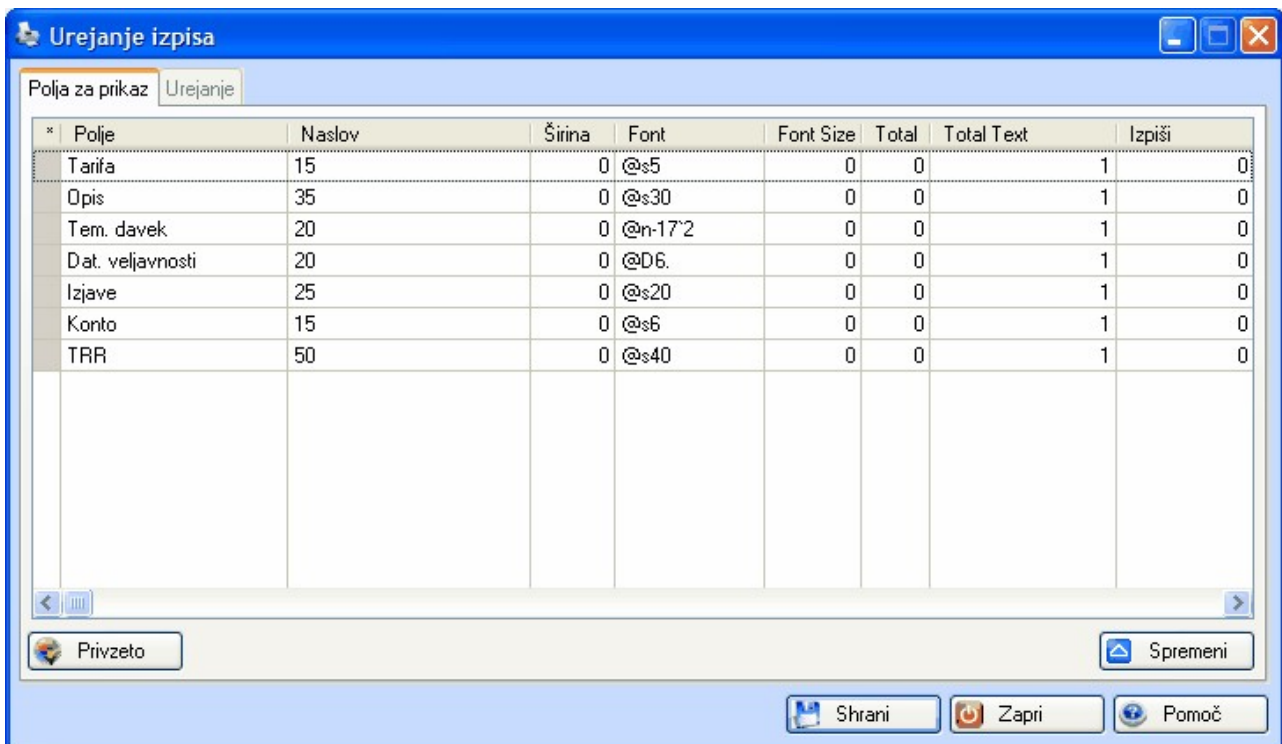 Urejanje izpisa
Polja za prikaz Urejanje
* Polje Naslov Širina Font Font Size Total Total Text Izpiši
Tarifa 15 0 @s5 0 0 1 0
Opis 35 0 @s30 0 0 1 0
Tem. davek 20 0 @n-17`2 0 0 1 0
Dat. veljavnosti 20 0 @D6. 0 0 1 0
Izjave 25 0 @s20 0 0 1 0
Konto 15 0 @s6 0 0 1 0
TRR 50 0 @s40 0 0 1 0
Privzeto Spremeni
Shrani Zapri Pomoč